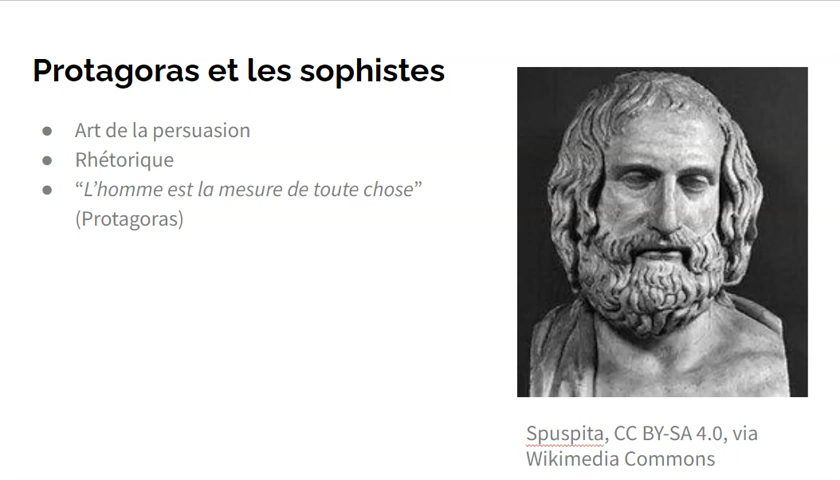 Protagoras et les sophistes
● Art de la persuasion
● Rhétorique
● “L’homme est la mesure de toute chose”
(Protagoras)
Spuspita, CC BY-SA 4.0, via
Wikimedia Commons